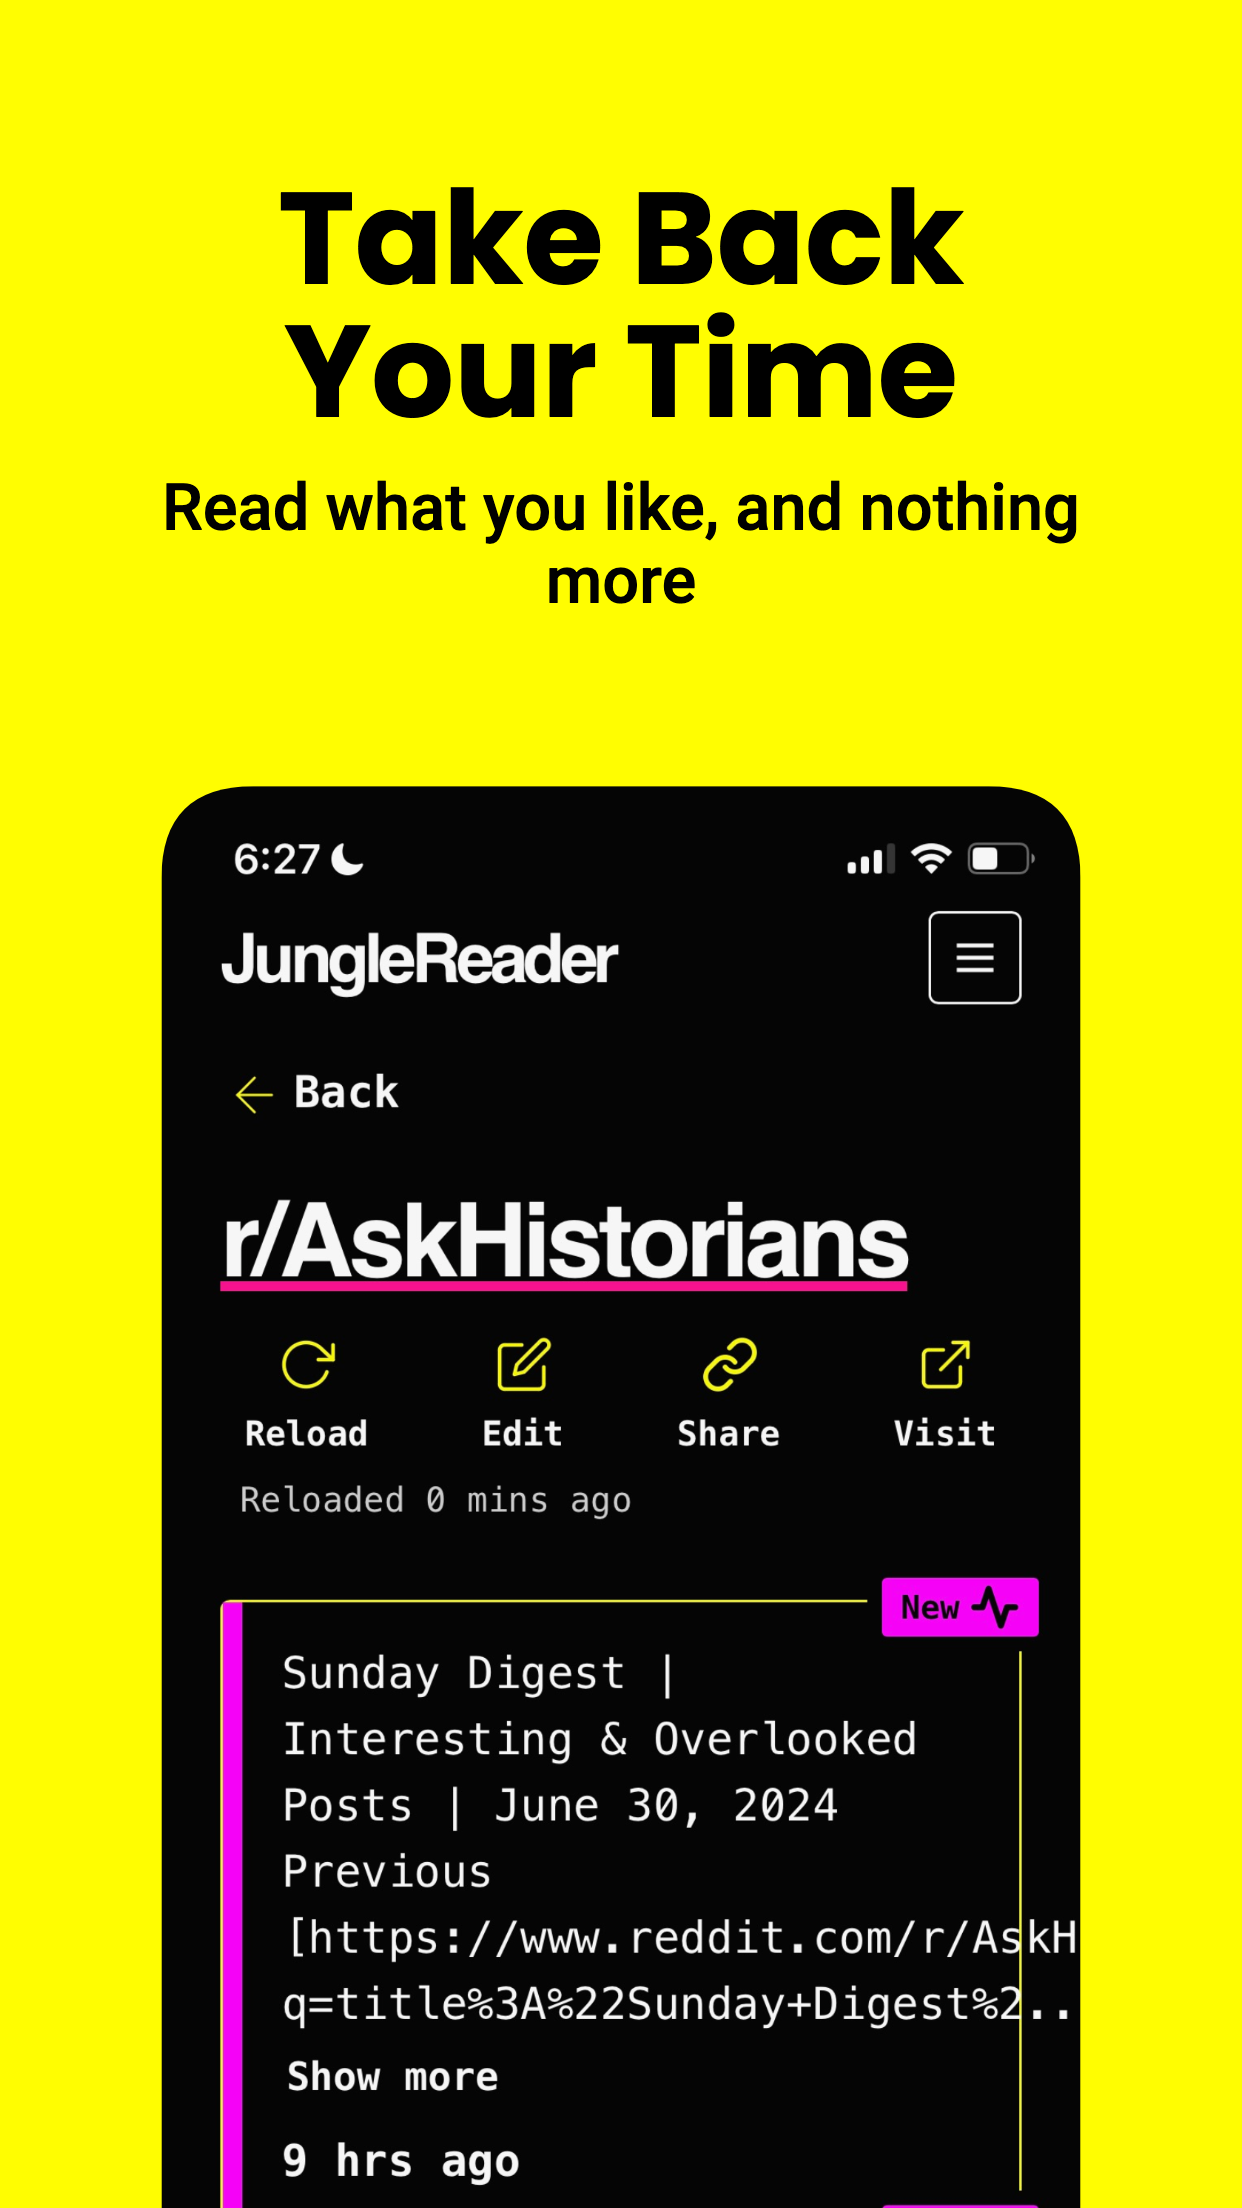 Take Back
Your Time
Read what you like, and nothing
more
6:27
JungleReader
Back
r/AskHistorians
Reload Edit Share Visit
Reloaded 0 mins ago
New
Sunday Digest |
Interesting & Overlooked
Posts | June 30, 2024
Previous
[https://www.reddit.com/r/AskH
q=title%3A%22Sunday+Digest%2...
Show more
9 hrs ago